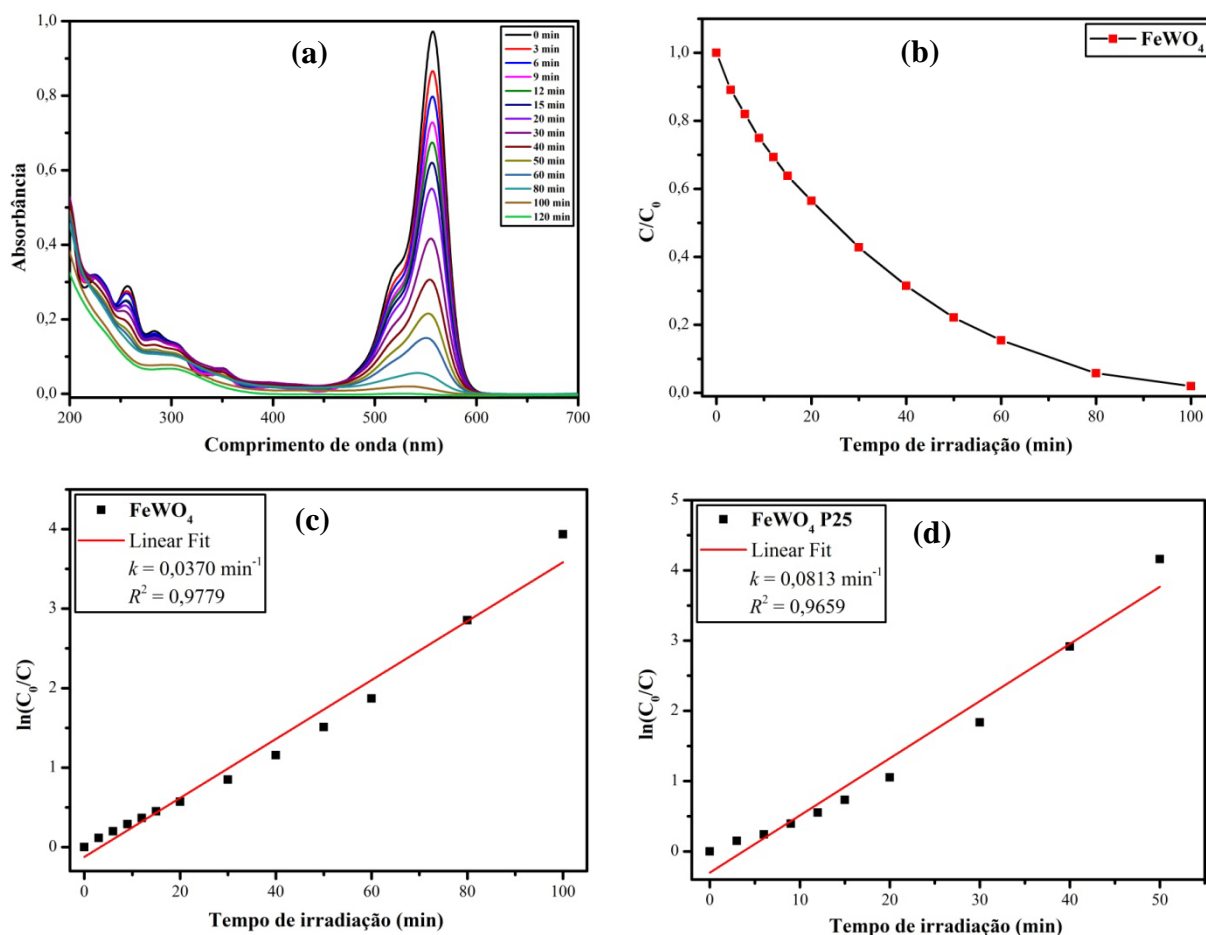 (a)
1,0
0,8
0,6
0,4
0,2
0,0
Absorbância
200 300 400 500 600 700
Comprimento de onda (nm)
0 min
3 min
6 min
9 min
12 min
15 min
20 min
30 min
40 min
50 min
60 min
80 min
100 min
120 min
(b)
FeWO₄
1,0
0,8
0,6
0,4
0,2
0,0
C/C₀
0 20 40 60 80 100
Tempo de irradiação (min)
(c)
FeWO₄
Linear Fit
k = 0,0370 min⁻¹
R² = 0,9779
4
3
2
1
0
ln(C₀/C)
0 20 40 60 80 100
Tempo de irradiação (min)
(d)
FeWO₄ P25
Linear Fit
k = 0,0813 min⁻¹
R² = 0,9659
5
4
3
2
1
0
ln(C₀/C)
0 10 20 30 40 50
Tempo de irradiação (min)